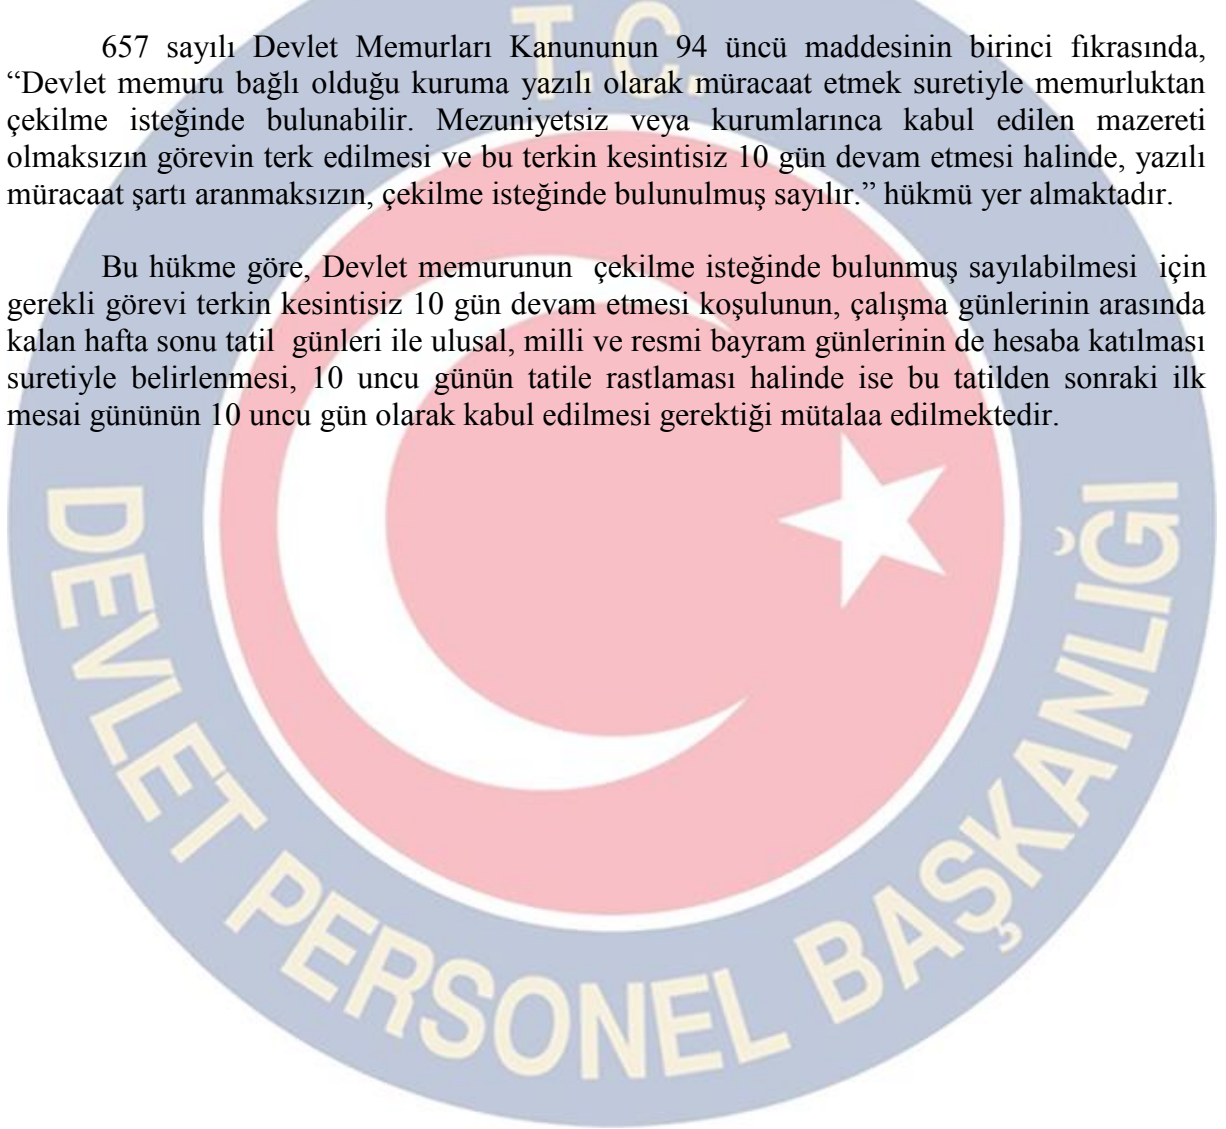 T.C.
657 sayılı Devlet Memurları Kanununun 94 üncü maddesinin birinci fıkrasında,
“Devlet memuru bağlı olduğu kuruma yazılı olarak müracaat etmek suretiyle memurluktan
çekilme isteğinde bulunabilir. Mezuniyetsiz veya kurumlarınca kabul edilen mazereti
olmaksızın görevin terk edilmesi ve bu terkin kesintisiz 10 gün devam etmesi halinde, yazılı
müracaat şartı aranmaksızın, çekilme isteğinde bulunulmuş sayılır.” hükmü yer almaktadır.
Bu hükme göre, Devlet memurunun çekilme isteğinde bulunmuş sayılabilmesi için
gerekli görevi terkin kesintisiz 10 gün devam etmesi koşulunun, çalışma günlerinin arasında
kalan hafta sonu tatil günleri ile ulusal, milli ve resmi bayram günlerinin de hesaba katılması
suretiyle belirlenmesi, 10 uncu günün tatile rastlaması halinde ise bu tatilden sonraki ilk
mesai gününün 10 uncu gün olarak kabul edilmesi gerektiği mütalaa edilmektedir.
DEVLET PERSONEL BAŞKANLIĞI